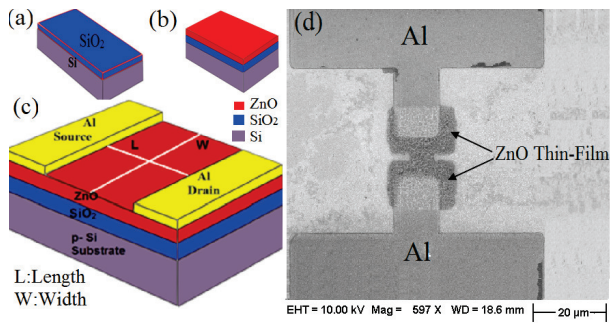 (a)
SiO2
Si
(b)
ZnO
SiO2
Si
(c)
Al
Source
L
W
Al
Drain
ZnO
SiO2
p- Si
Substrate
L:Length
W:Width
(d)
Al
ZnO Thin-Film
Al
EHT = 10.00 kV Mag = 597 X WD = 18.6 mm 20 µm